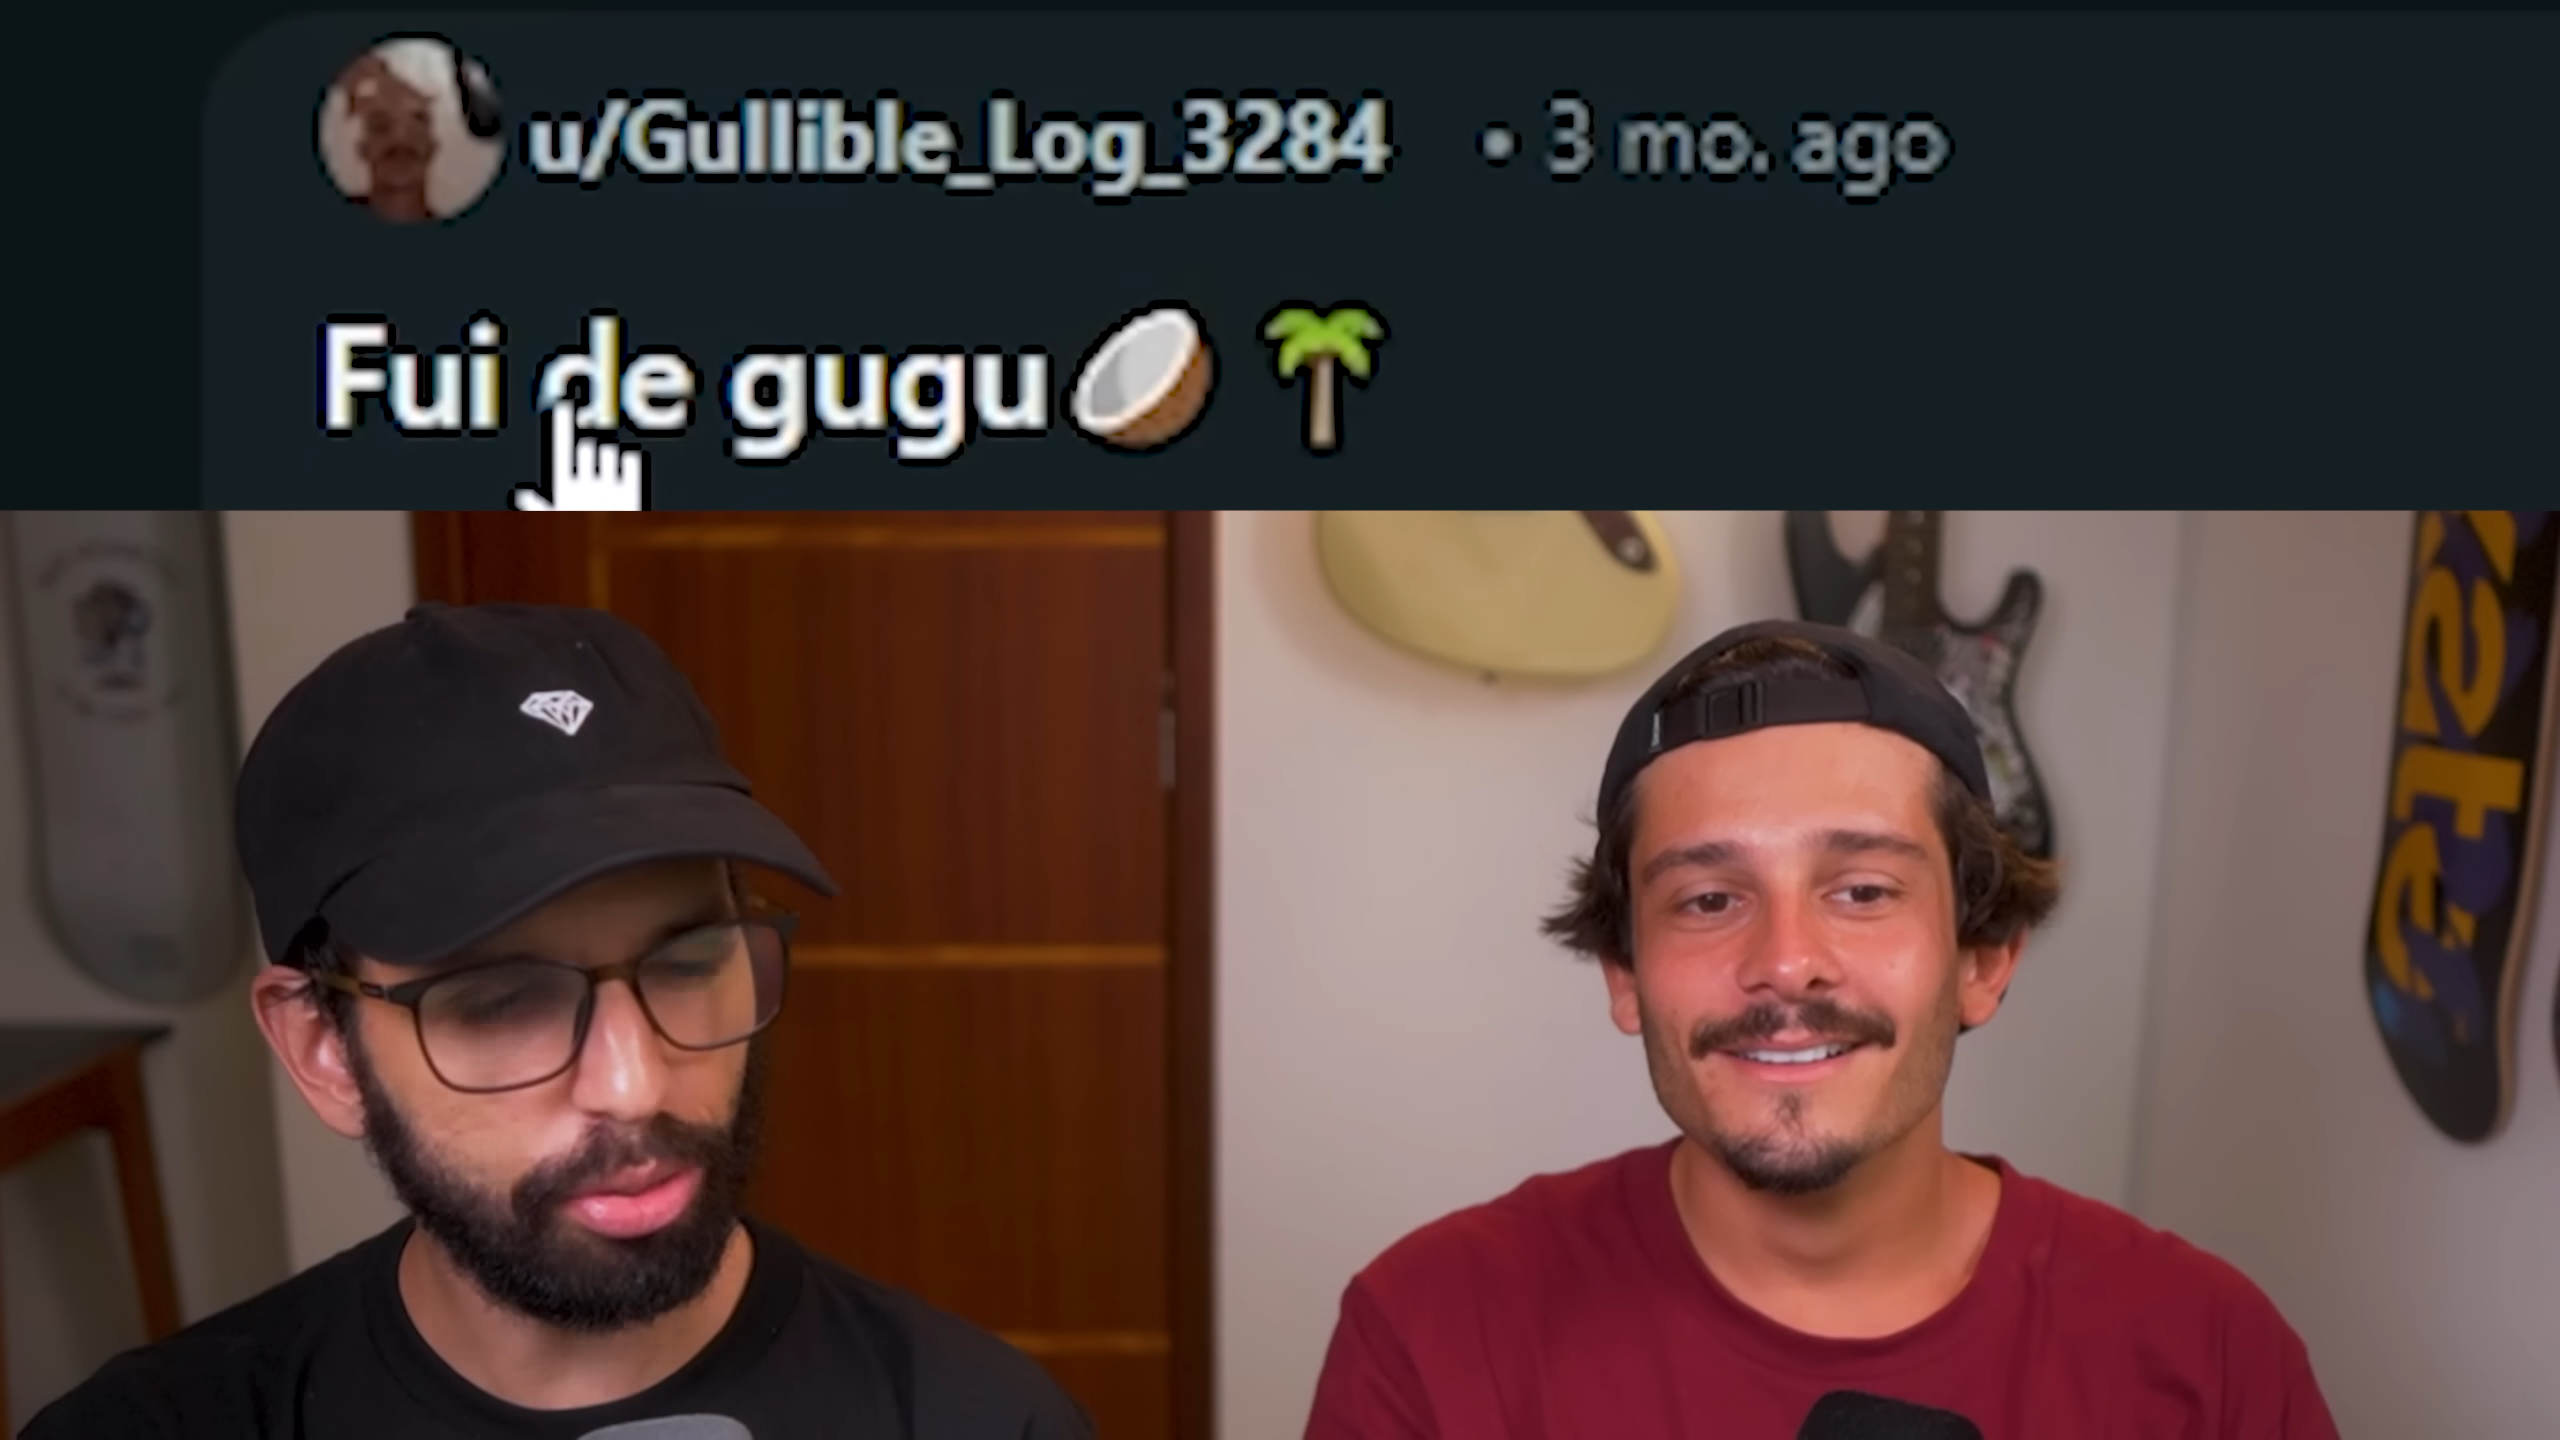 u/Gullible_Log_3284 • 3 mo. ago
Fui de gugu🥥 🌴